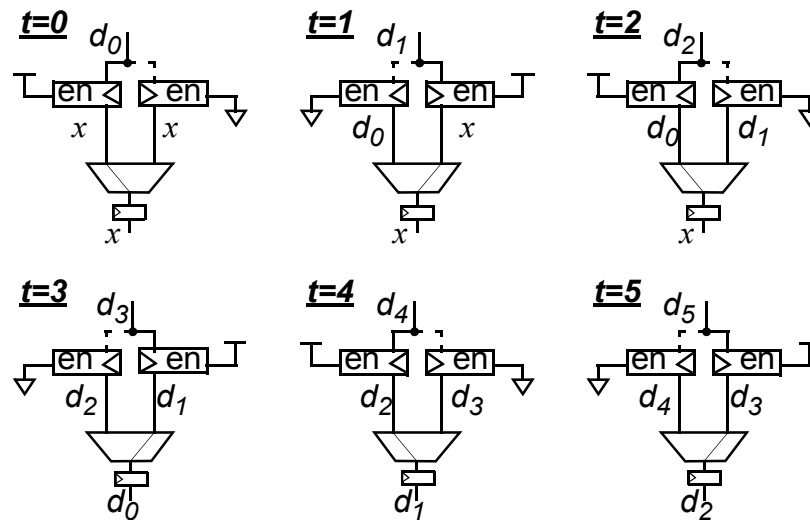 t=0 t=1 t=2
d0 d1 d2
en en en en en en
x x d0 x d0 d1
x x x
t=3 t=4 t=5
d3 d4 d5
en en en en en en
d2 d1 d2 d3 d4 d3
d0 d1 d2